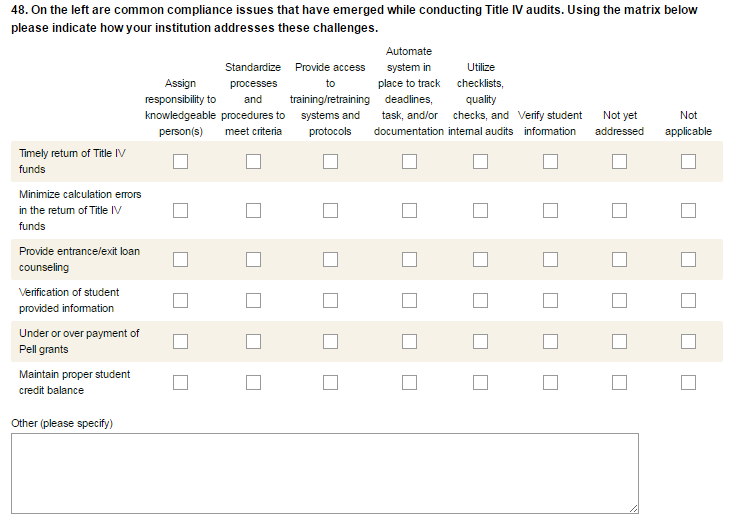 48. On the left are common compliance issues that have emerged while conducting Title IV audits. Using the matrix below
please indicate how your institution addresses these challenges.
Assign
responsibility to
knowledgeable
person(s)
Standardize
processes
and
procedures to
meet criteria
Provide access
to
training/retraining
systems and
protocols
Automate
system in
place to track
deadlines,
task, and/or
documentation
Utilize
checklists,
quality
checks, and
internal audits
Verify student
information
Not yet
addressed
Not
applicable
Timely return of Title IV
funds
Minimize calculation errors
in the return of Title IV
funds
Provide entrance/exit loan
counseling
Verification of student
provided information
Under or over payment of
Pell grants
Maintain proper student
credit balance
Other (please specify)